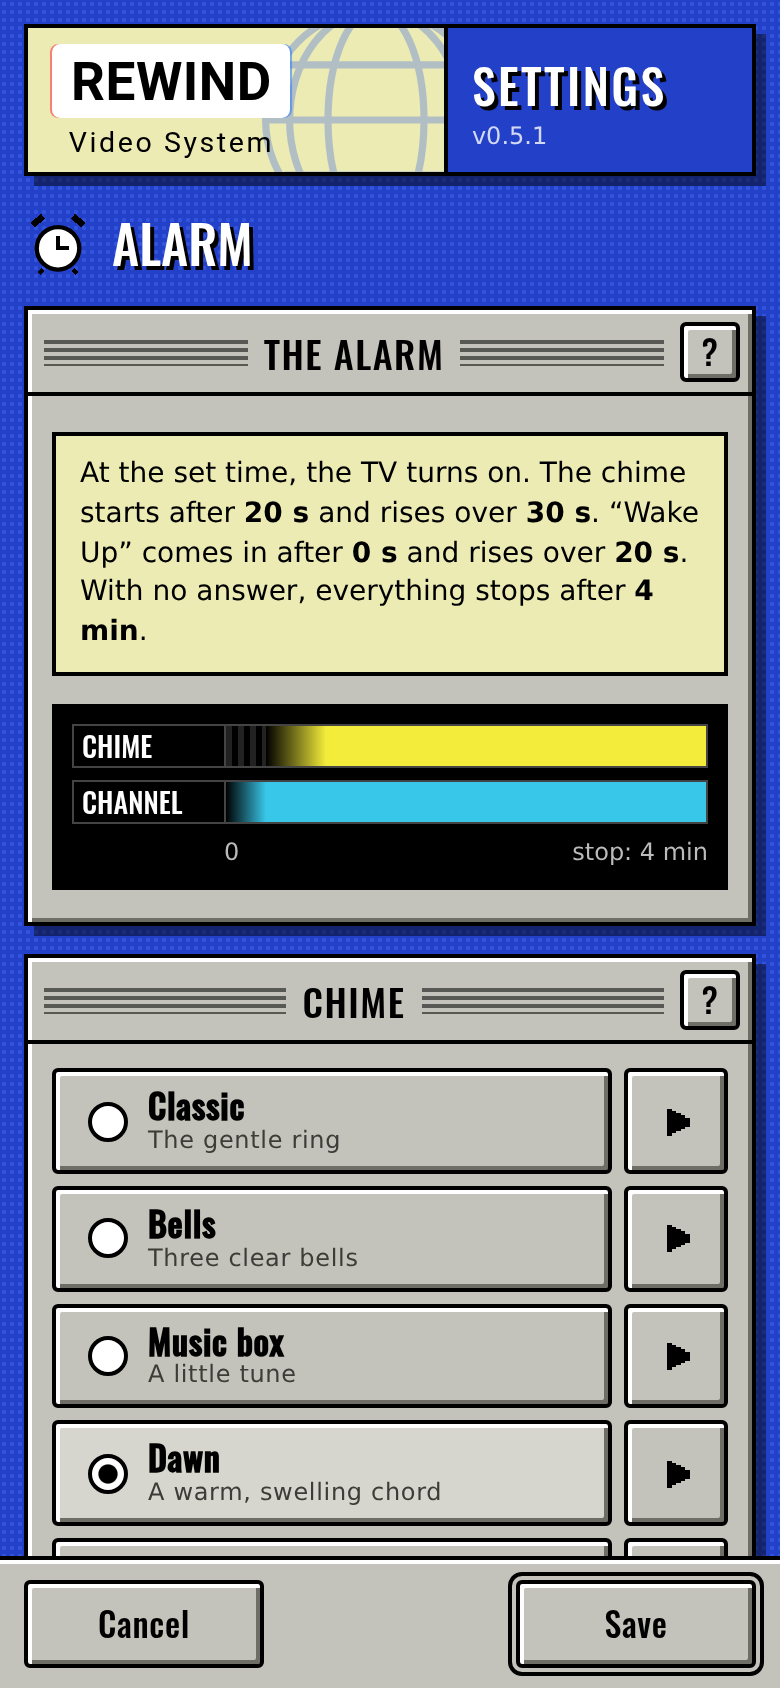 REWIND
Video System
SETTINGS
v0.5.1
ALARM
THE ALARM
?
At the set time, the TV turns on. The chime
starts after 20 s and rises over 30 s. “Wake
Up” comes in after 0 s and rises over 20 s.
With no answer, everything stops after 4
min.
CHIME
CHANNEL
0 stop: 4 min
CHIME
?
Classic
The gentle ring
Bells
Three clear bells
Music box
A little tune
Dawn
A warm, swelling chord
Cancel
Save